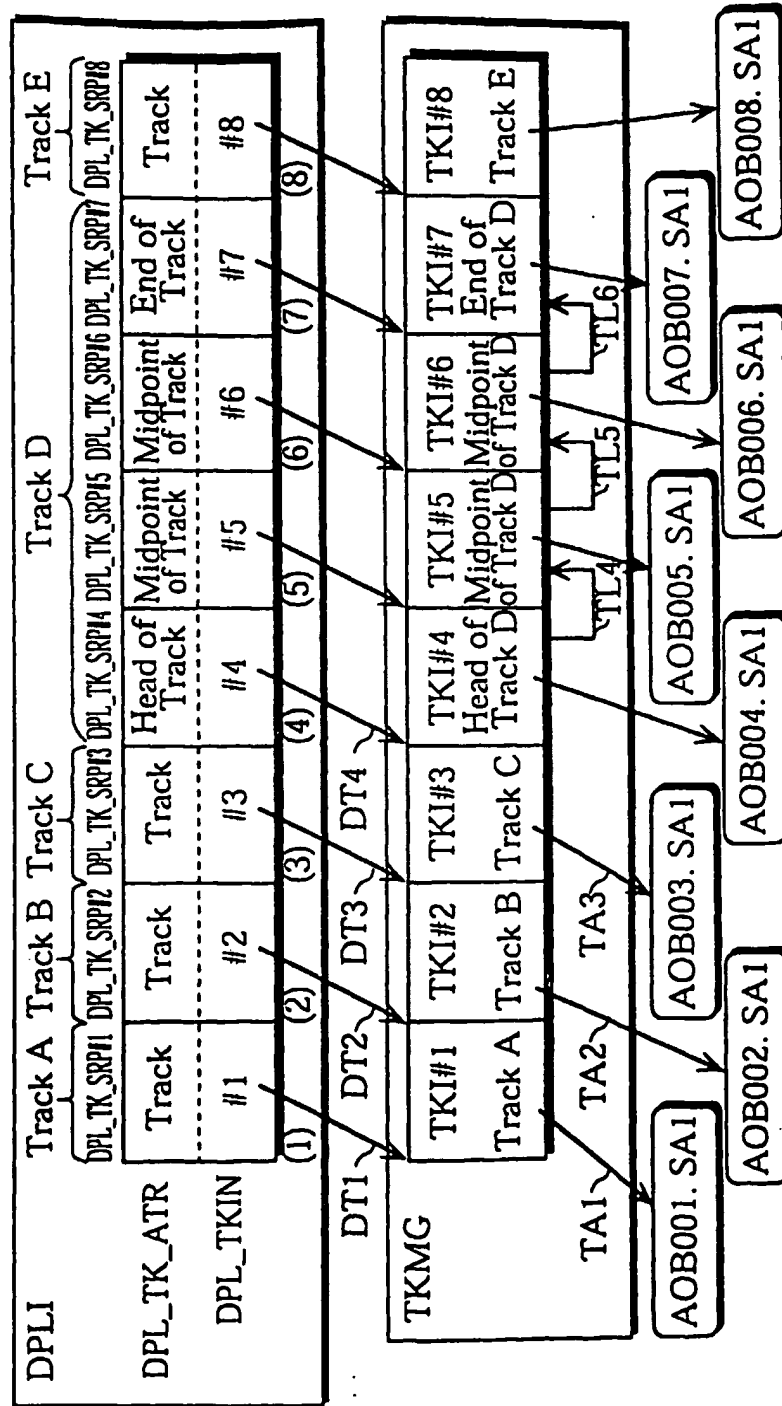 DPLI
Track A Track B Track C Track D Track E
DPL_TK_SRP#1 DPL_TK_SRP#2 DPL_TK_SRP#3 DPL_TK_SRP#4 DPL_TK_SRP#5 DPL_TK_SRP#6 DPL_TK_SRP#7 DPL_TK_SRP#8
DPL_TK_ATR
Track Track Track Head of Midpoint Midpoint End of Track
Track of Track of Track Track
DPL_TKIN
#1 #2 #3 #4 #5 #6 #7 #8
(1) (2) (3) (4) (5) (6) (7) (8)
DT1 DT2 DT3 DT4
TKMG
TKI#1 TKI#2 TKI#3 TKI#4 TKI#5 TKI#6 TKI#7 TKI#8
Head of Midpoint Midpoint End of
Track A Track B Track C Track D of Track D of Track D Track D Track E
TL4 TL5 TL6
TA1 TA2 TA3
AOB001. SA1 AOB003. SA1 AOB005. SA1 AOB007. SA1
AOB002. SA1 AOB004. SA1 AOB006. SA1 AOB008. SA1